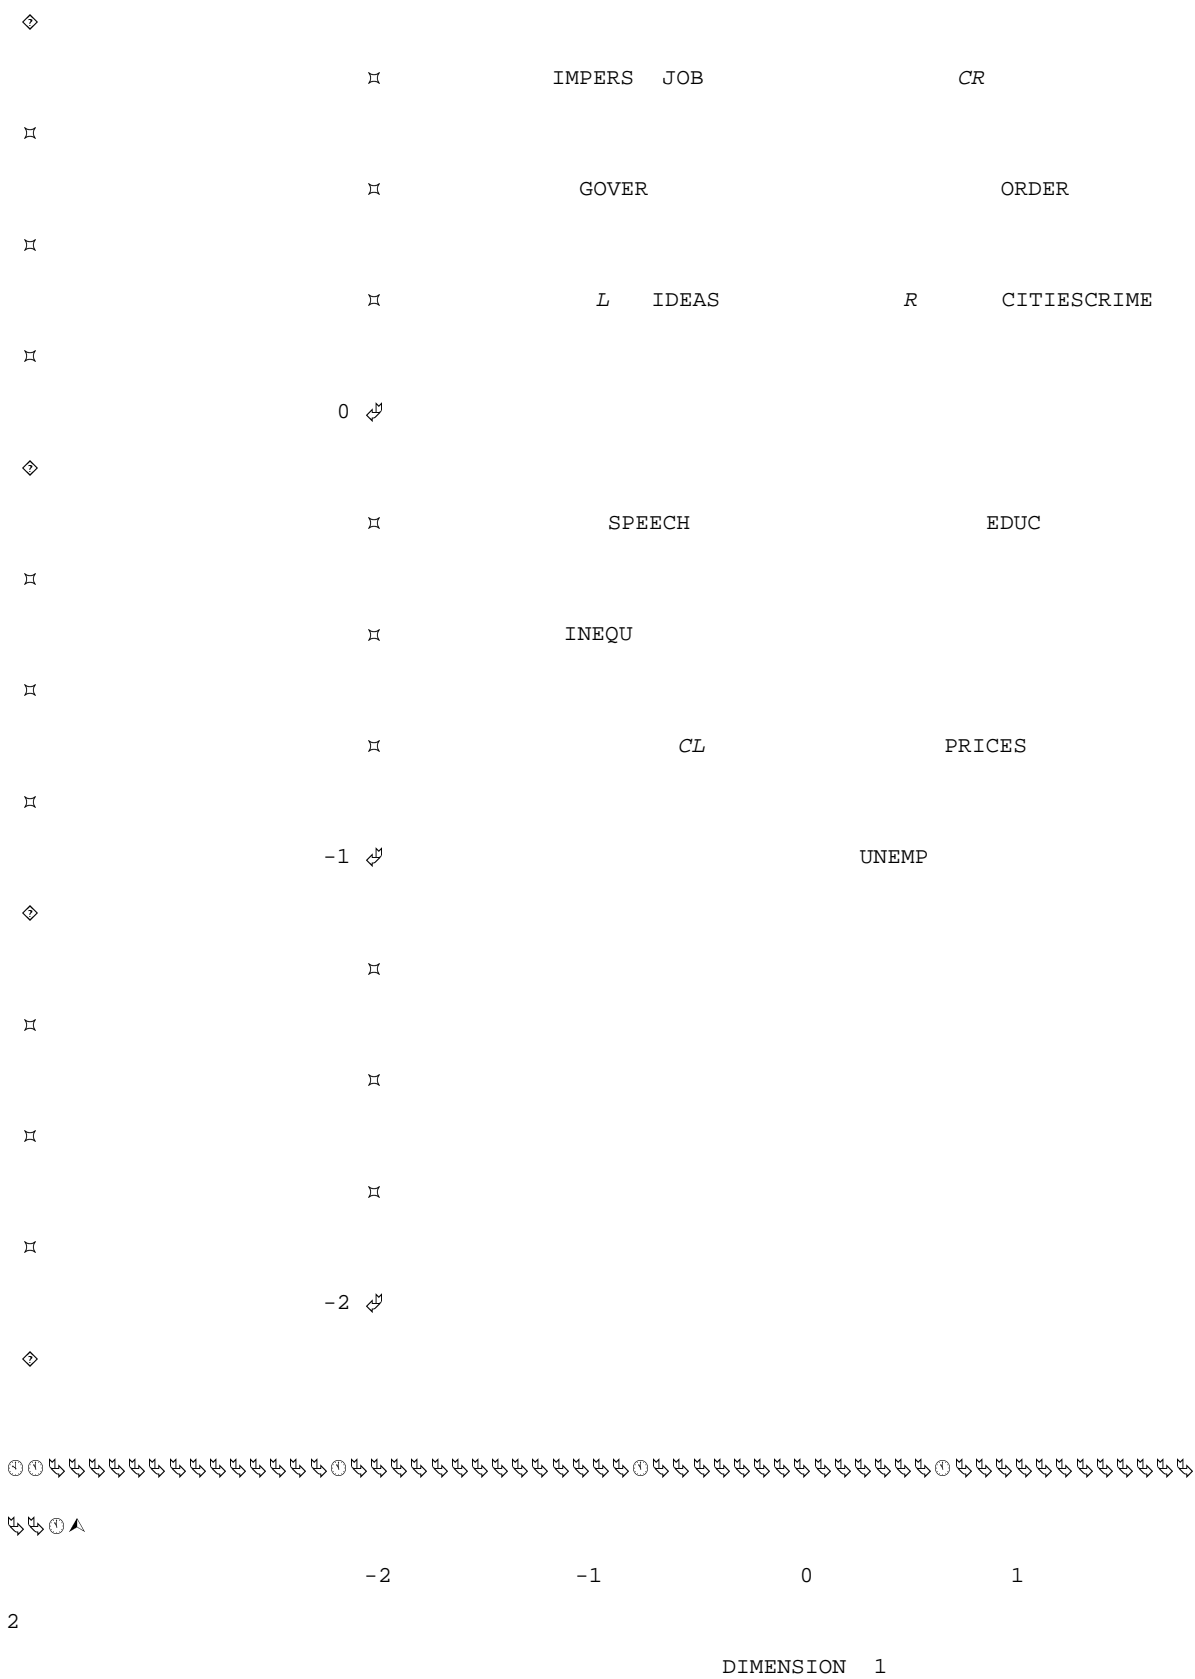 IMPERS JOB CR
GOVER ORDER
L IDEAS R CITIESCRIME
0
SPEECH EDUC
INEQU
CL PRICES
-1 UNEMP
-2
-2 -1 0 1
2
DIMENSION 1